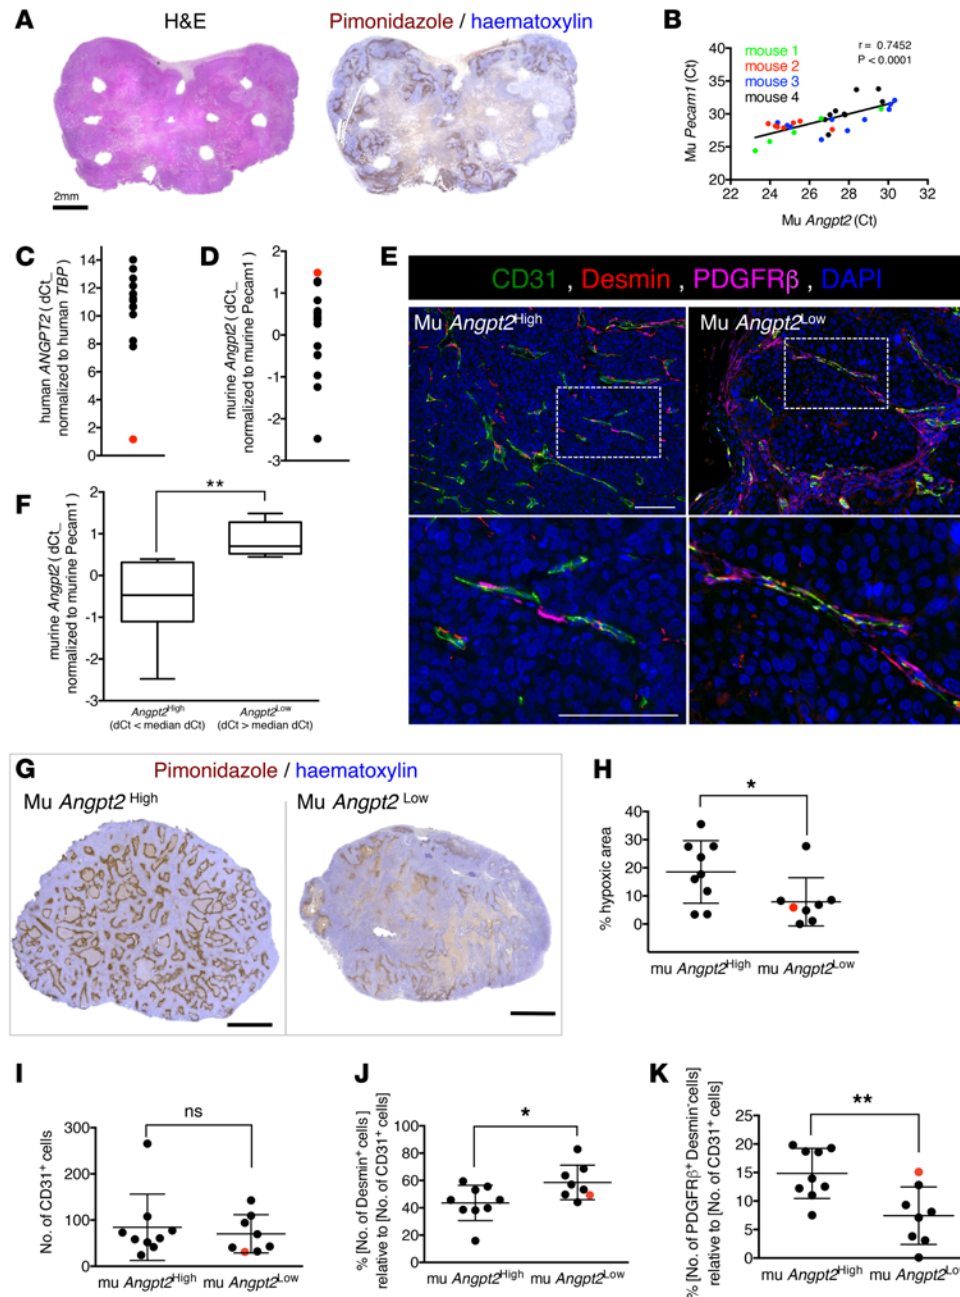 A
H&E
Pimonidazole / haematoxylin
2mm
B
mouse 1
mouse 2
mouse 3
mouse 4
r = 0.7452
P < 0.0001
Mu Pecam1 (Ct)
40
35
30
25
20
22 24 26 28 30 32
Mu Angpt2 (Ct)
C
human ANGPT2 ( dCt_
normalized to human TBP )
14
12
10
8
6
4
2
0
D
murine Angpt2 ( dCt_
normalized to murine Pecam1 )
2
1
0
-1
-2
-3
E
CD31 , Desmin , PDGFRβ , DAPI
Mu Angpt2High
Mu Angpt2Low
F
murine Angpt2 ( dCt_
normalized to murine Pecam1 )
2
1
0
-1
-2
-3
**
Angpt2High
(dCt < median dCt)
Angpt2Low
(dCt > median dCt)
G
Pimonidazole / haematoxylin
Mu Angpt2 High
Mu Angpt2 Low
H
% hypoxic area
40
30
20
10
0
*
mu Angpt2High
mu Angpt2Low
I
No. of CD31+ cells
300
200
100
0
ns
mu Angpt2High
mu Angpt2Low
J
% [No. of Desmin+ cells ]
relative to [No. of CD31+ cells]
100
80
60
40
20
0
*
mu Angpt2High
mu Angpt2Low
K
% [No. of PDGFRβ+ Desmin-cells]
relative to [No. of CD31+ cells]
25
20
15
10
5
0
**
mu Angpt2High
mu Angpt2Low